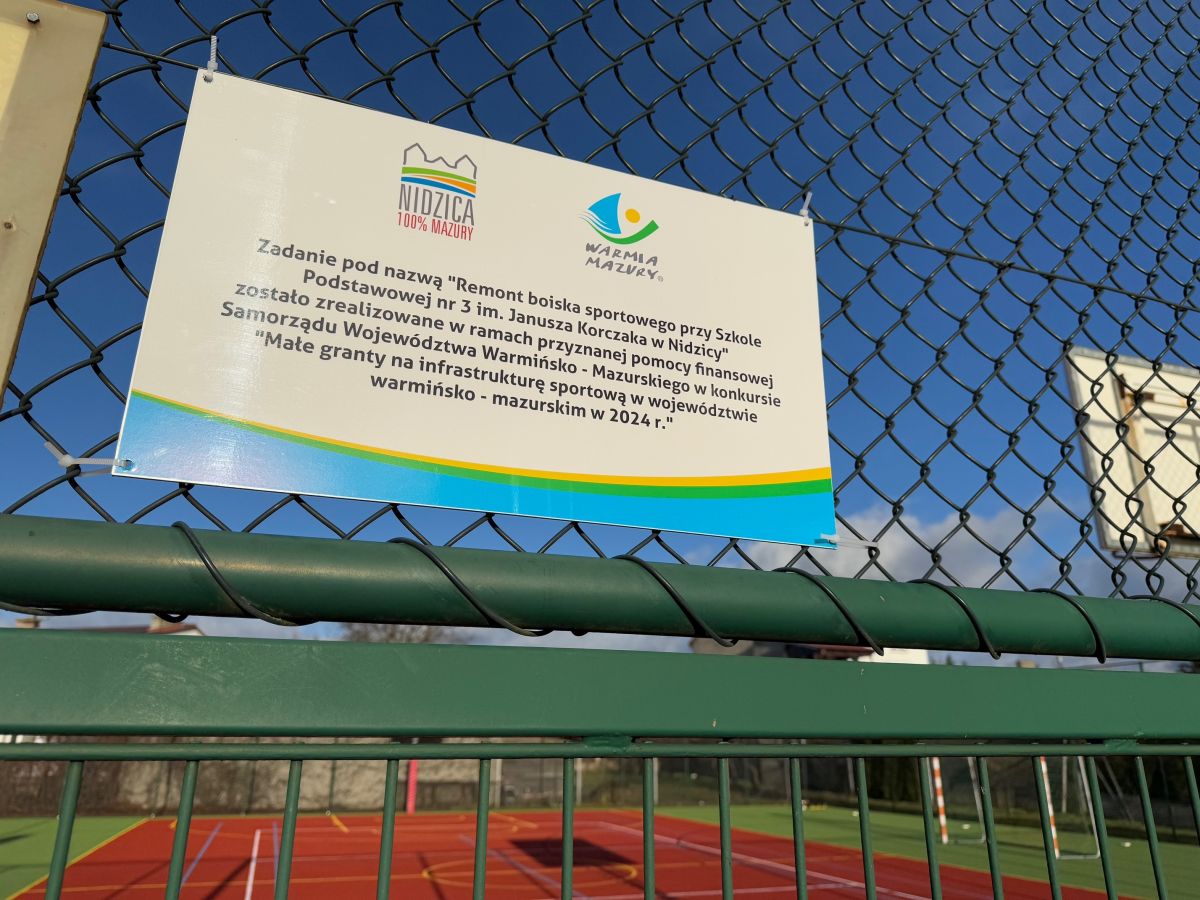 NIDZICA
100% MAZURY
WARMIA
MAZURY®
Zadanie pod nazwą "Remont boiska sportowego przy Szkole
Podstawowej nr 3 im. Janusza Korczaka w Nidzicy"
zostało zrealizowane w ramach przyznanej pomocy finansowej
Samorządu Województwa Warmińsko - Mazurskiego w konkursie
"Małe granty na infrastrukturę sportową w województwie
warmińsko - mazurskim w 2024 r."